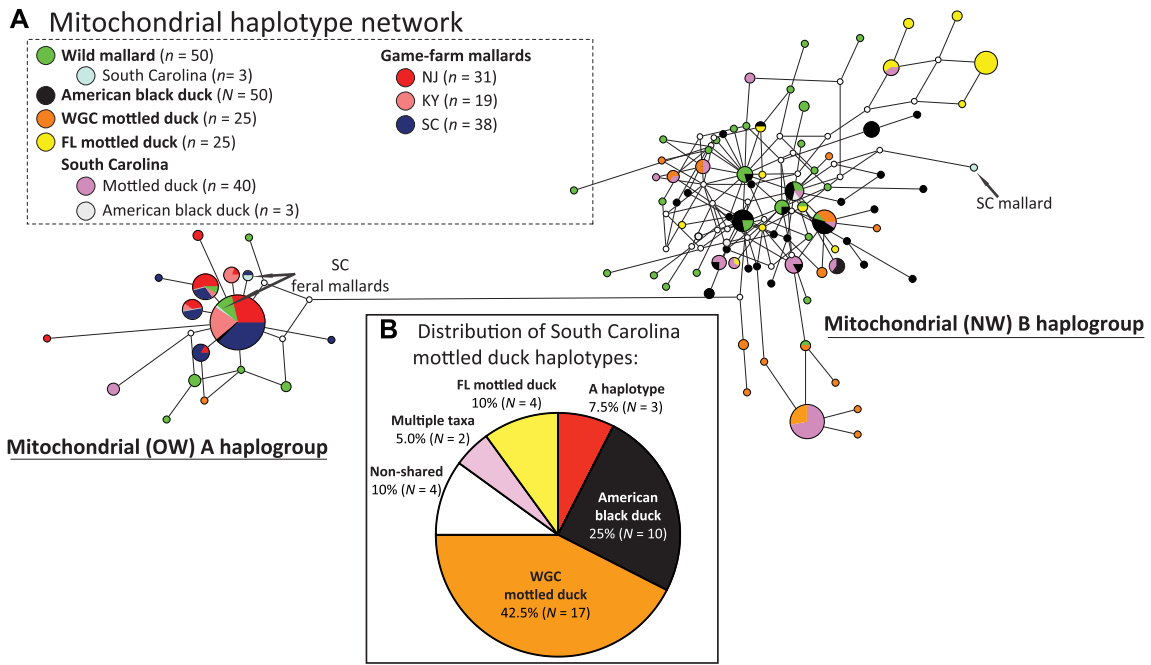 A Mitochondrial haplotype network
Wild mallard (n = 50)
South Carolina (n= 3)
American black duck (N = 50)
WGC mottled duck (n = 25)
FL mottled duck (n = 25)
South Carolina
Mottled duck (n = 40)
American black duck (n = 3)
Game-farm mallards
NJ (n = 31)
KY (n = 19)
SC (n = 38)
SC mallard
SC
feral mallards
Mitochondrial (NW) B haplogroup
Mitochondrial (OW) A haplogroup
B Distribution of South Carolina
mottled duck haplotypes:
FL mottled duck
10% (N = 4)
A haplotype
7.5% (N = 3)
Multiple taxa
5.0% (N = 2)
Non-shared
10% (N = 4)
American
black duck
25% (N = 10)
WGC
mottled duck
42.5% (N = 17)